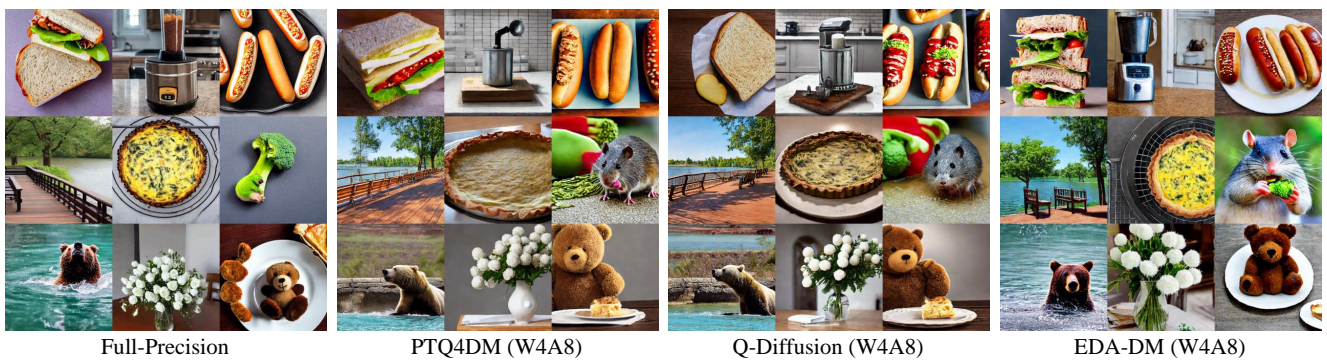 Full-Precision
PTQ4DM (W4A8)
Q-Diffusion (W4A8)
EDA-DM (W4A8)